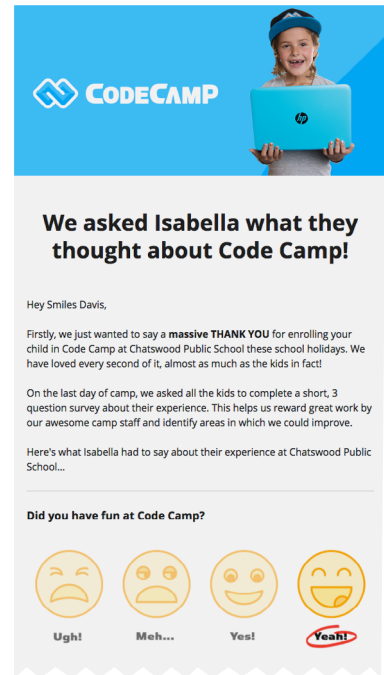 CODECAMP
hp
We asked Isabella what they
thought about Code Camp!
Hey Smiles Davis,
Firstly, we just wanted to say a massive THANK YOU for enrolling your
child in Code Camp at Chatswood Public School these school holidays. We
have loved every second of it, almost as much as the kids in fact!
On the last day of camp, we asked all the kids to complete a short, 3
question survey about their experience. This helps us reward great work by
our awesome camp staff and identify areas in which we could improve.
Here's what Isabella had to say about their experience at Chatswood Public
School...
Did you have fun at Code Camp?
Ugh! Meh... Yes! Yeah!